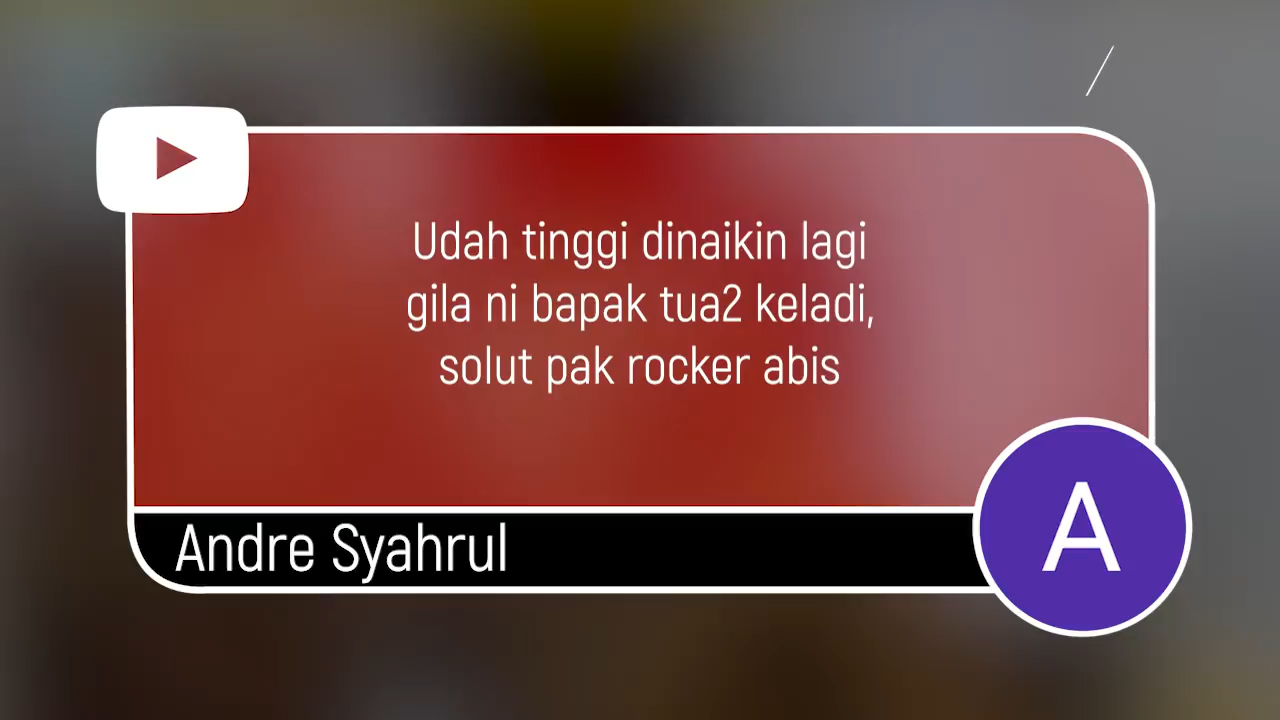 Udah tinggi dinaikin lagi
gila ni bapak tua2 keladi,
solut pak rocker abis
Andre Syahrul
A